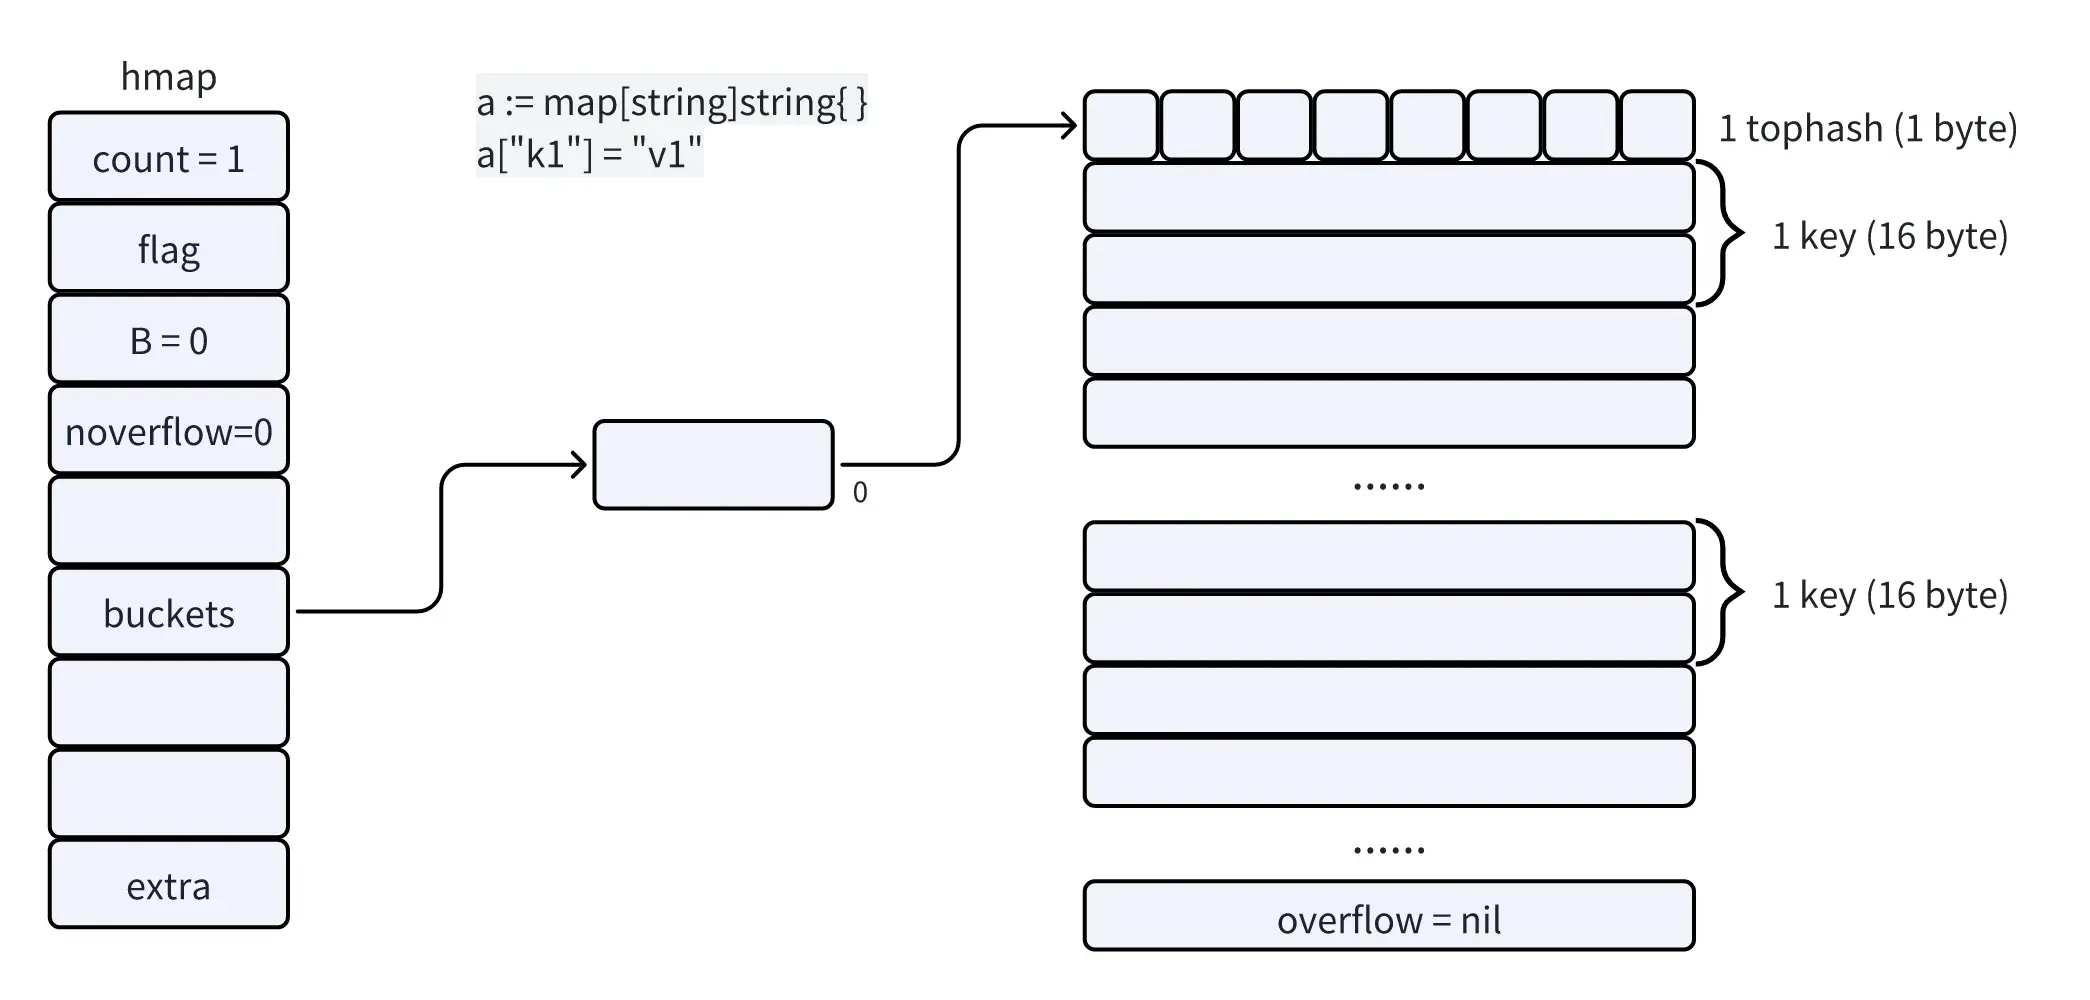 hmap
count = 1
flag
B = 0
noverflow=0
buckets
extra
a := map[string]string{ }
a["k1"] = "v1"
0
1 tophash (1 byte)
1 key (16 byte)
......
1 key (16 byte)
......
overflow = nil